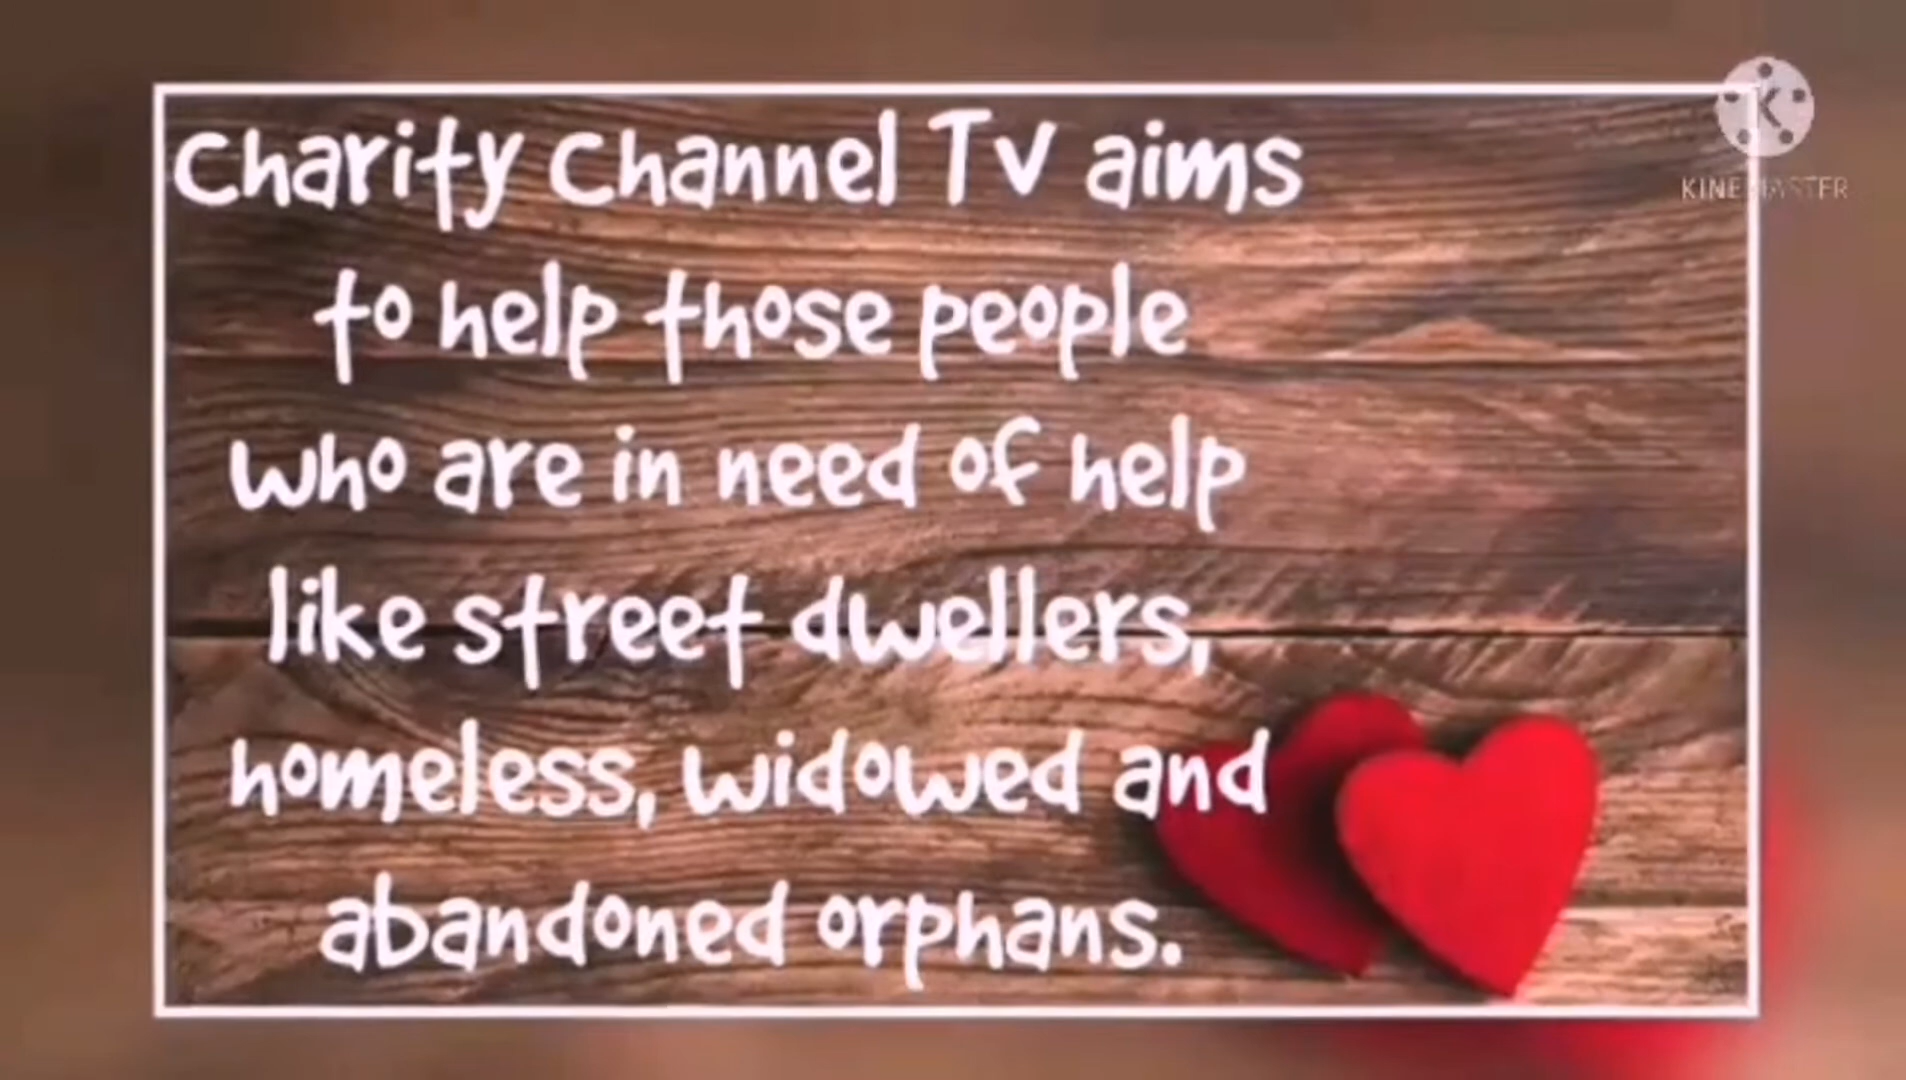 Charity Channel TV aims
to help those people
who are in need of help
like street dwellers,
homeless, widowed and
abandoned orphans.
K
KINEMASTER